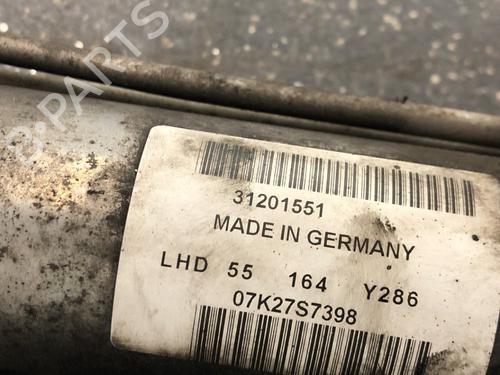 B-PARTS
31201551
MADE IN GERMANY
LHD 55 164 Y286
07K27S7398